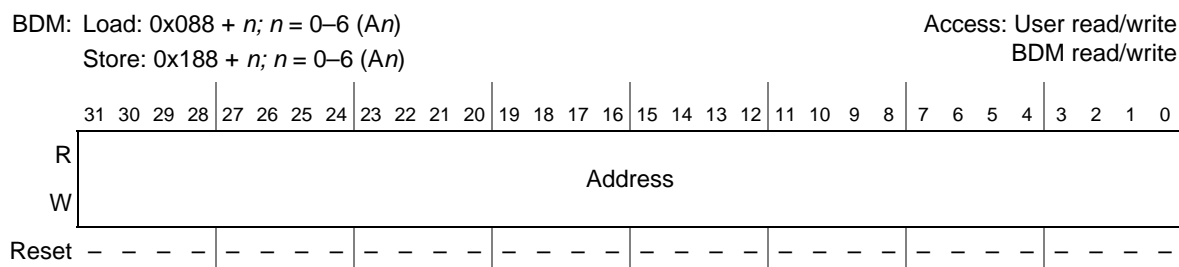 BDM: Load: 0x088 + n; n = 0–6 (An) Access: User read/write
Store: 0x188 + n; n = 0–6 (An) BDM read/write
31 30 29 28 27 26 25 24 23 22 21 20 19 18 17 16 15 14 13 12 11 10 9 8 7 6 5 4 3 2 1 0
R
Address
W
Reset – – – – – – – – – – – – – – – – – – – – – – – – – – – – – – – –